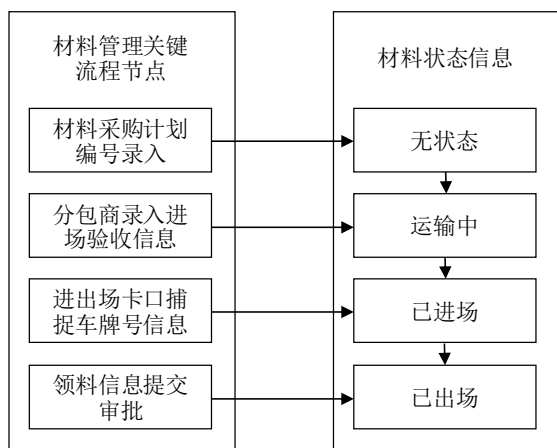 材料管理关键
流程节点
材料采购计划
编号录入
分包商录入进
场验收信息
进出场卡口捕
捉车牌号信息
领料信息提交
审批
材料状态信息
无状态
运输中
已进场
已出场